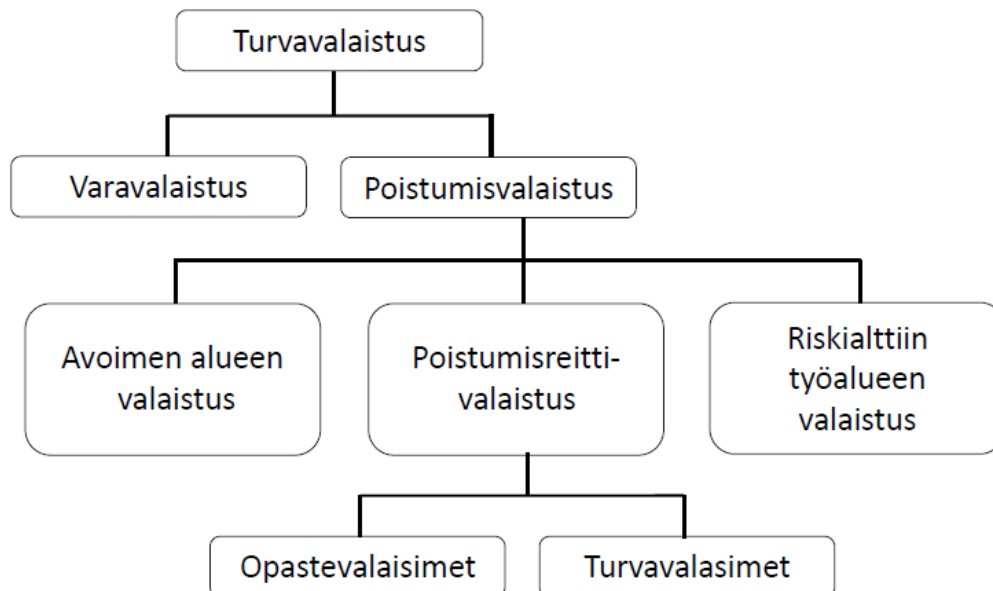 Turvavalaistus
Varavalaistus
Poistumisvalaistus
Avoimen alueen
valaistus
Poistumisreitti-
valaistus
Riskialttiin
työalueen
valaistus
Opastevalaisimet
Turvavalasimet